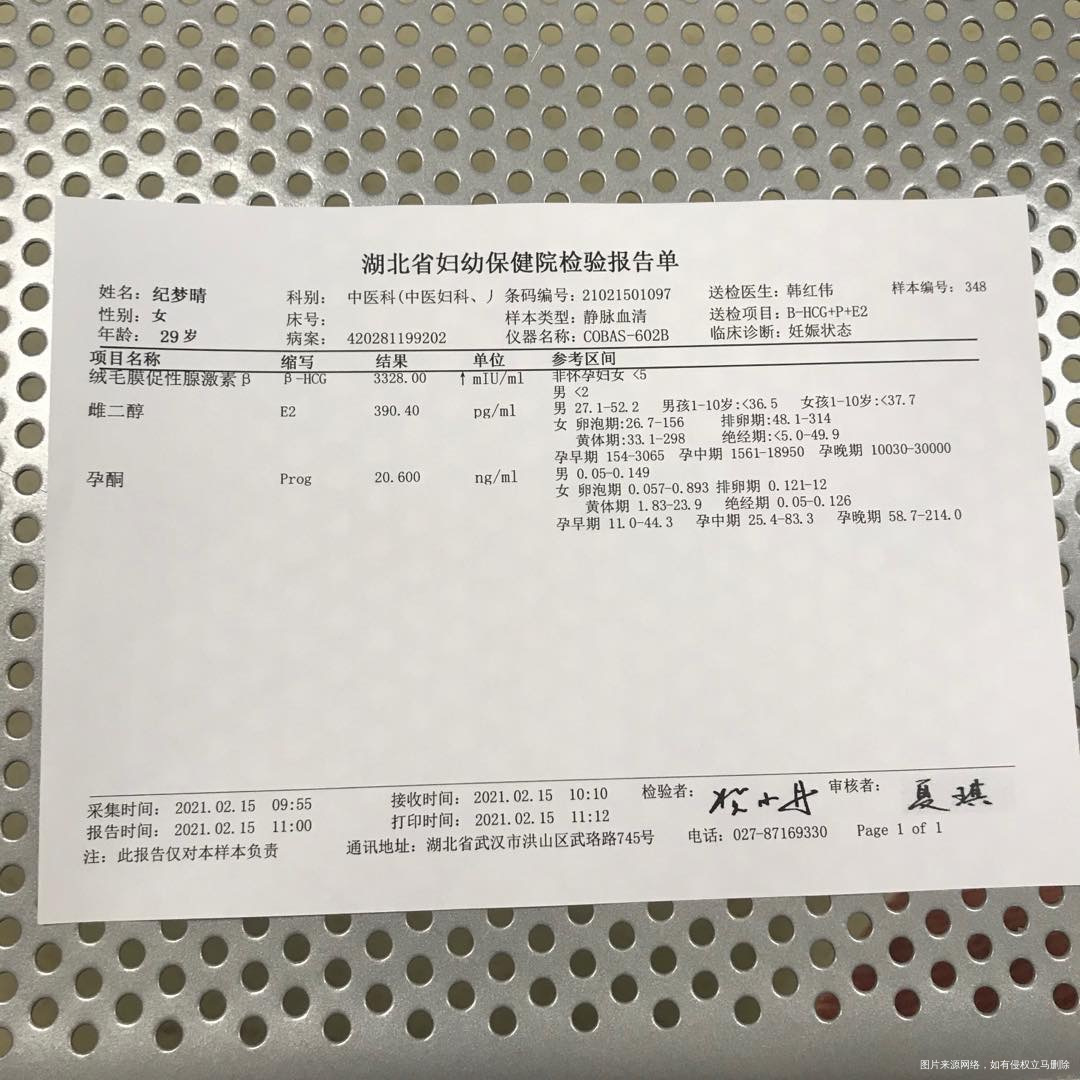 湖北省妇幼保健院检验报告单
姓名: 纪梦晴 科别: 中医科(中医妇科、 条码编号: 21021501097 送检医生: 韩红伟 样本编号: 348
性别: 女 床号: 样本类型: 静脉血清 送检项目: B-HCG+P+E2
年龄: 29岁 病案: 420281199202 仪器名称: COBAS-602B 临床诊断: 妊娠状态
项目名称 缩写 结果 单位 参考区间
绒毛膜促性腺激素β β-HCG 3328.00 ↑ mIU/ml 非怀孕妇女 <5
男 <2
雌二醇 E2 390.40 pg/ml 男 27.1-52.2 男孩1-10岁:<36.5 女孩1-10岁:<37.7
女 卵泡期:26.7-156 排卵期:48.1-314
黄体期:33.1-298 绝经期:<5.0-49.9
孕早期 154-3065 孕中期 1561-18950 孕晚期 10030-30000
孕酮 Prog 20.600 ng/ml 男 0.05-0.149
女 卵泡期 0.057-0.893 排卵期 0.121-12
黄体期 1.83-23.9 绝经期 0.05-0.126
孕早期 11.0-44.3 孕中期 25.4-83.3 孕晚期 58.7-214.0
采集时间: 2021.02.15 09:55 接收时间: 2021.02.15 10:10 检验者: 审核者: 夏琪
报告时间: 2021.02.15 11:00 打印时间: 2021.02.15 11:12
注: 此报告仅对本样本负责 通讯地址: 湖北省武汉市洪山区武珞路745号 电话: 027-87169330 Page 1 of 1
图片来源网络，如有侵权立马删除